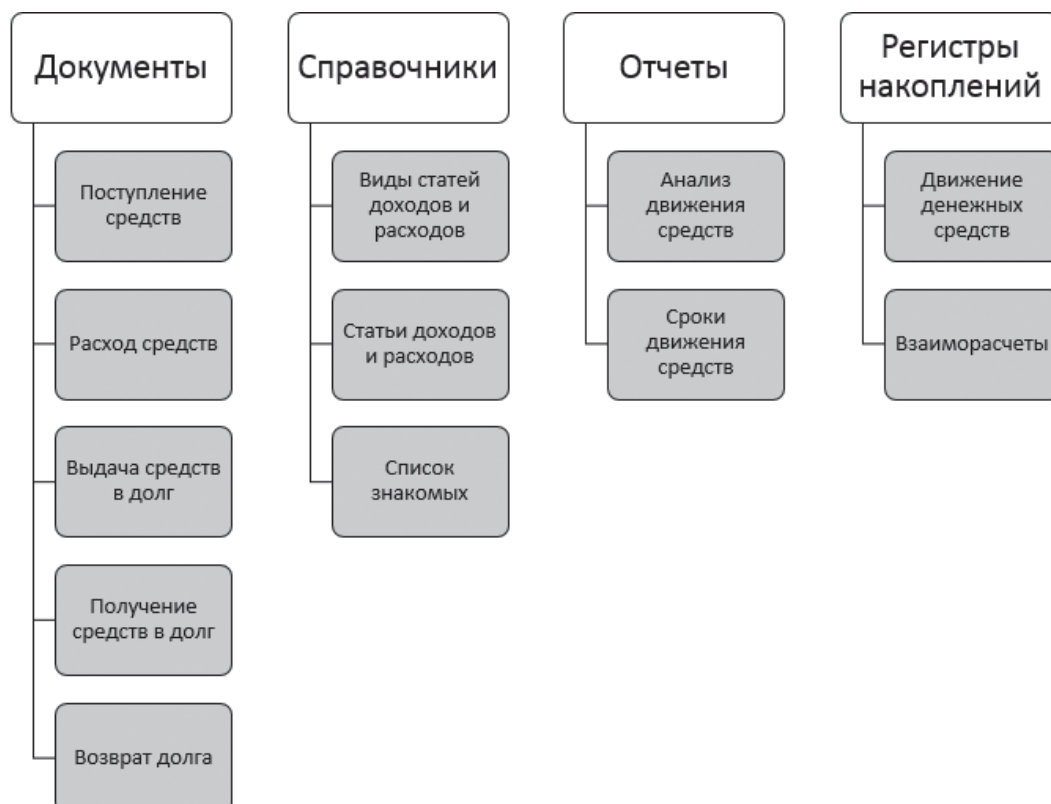 Документы
Поступление
средств
Расход средств
Выдача средств
в долг
Получение
средств в долг
Возврат долга
Справочники
Виды статей
доходов и
расходов
Статьи доходов
и расходов
Список
знакомых
Отчеты
Анализ
движения
средств
Сроки
движения
средств
Регистры
накоплений
Движение
денежных
средств
Взаиморасчеты